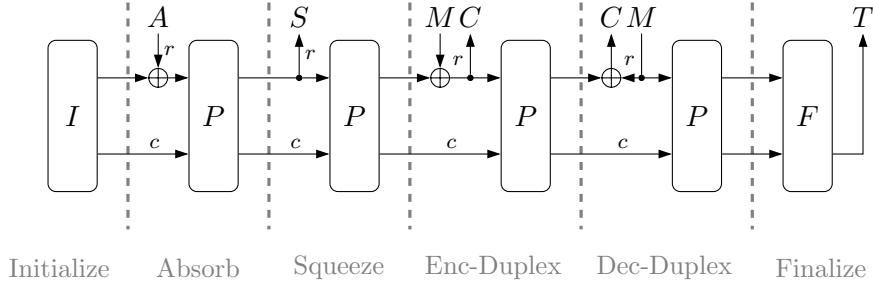 A S M C C M T
r r r r
I P P P P F
c c c c
Initialize Absorb Squeeze Enc-Duplex Dec-Duplex Finalize